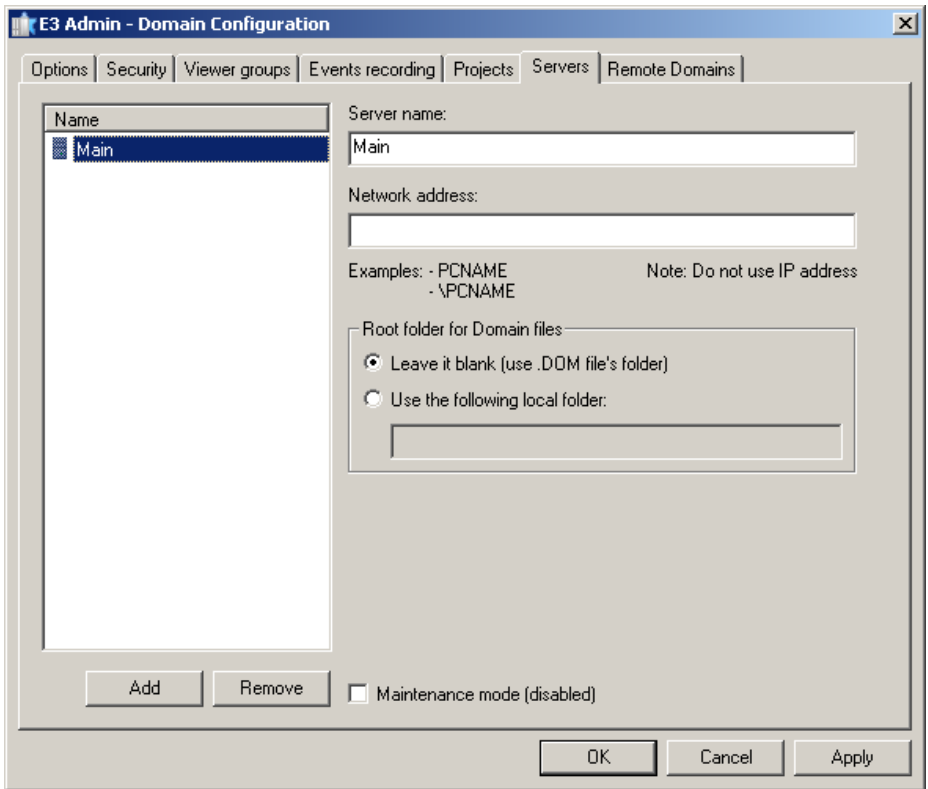 E3 Admin - Domain Configuration
Options Security Viewer groups Events recording Projects Servers Remote Domains
Name
Main
Server name:
Main
Network address:
Examples: - PCNAME Note: Do not use IP address
- \PCNAME
Root folder for Domain files
Leave it blank (use .DOM file's folder)
Use the following local folder:
Add Remove
Maintenance mode (disabled)
OK Cancel Apply